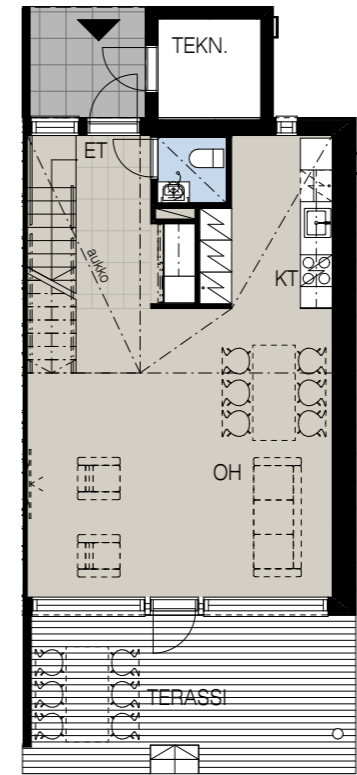 TEKN.
ET
aukko
KT
OH
TERASSI